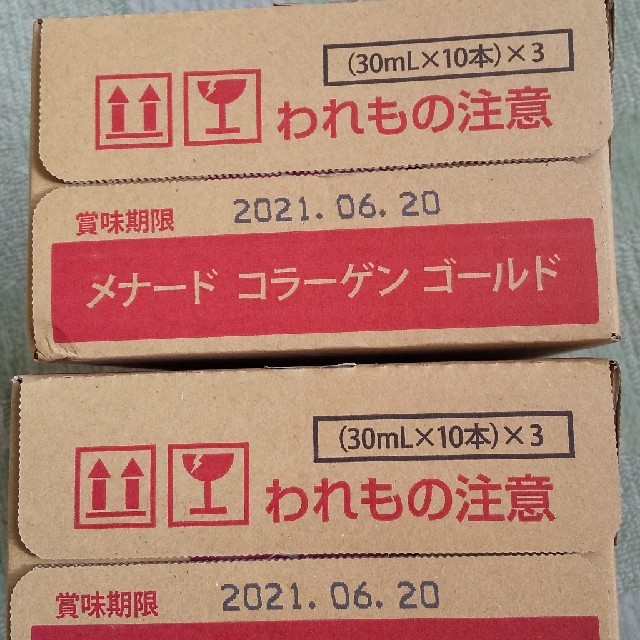 (30mL×10本)×3
われもの注意
賞味期限 2021.06.20
メナード コラーゲン ゴールド
(30mL×10本)×3
われもの注意
賞味期限 2021.06.20